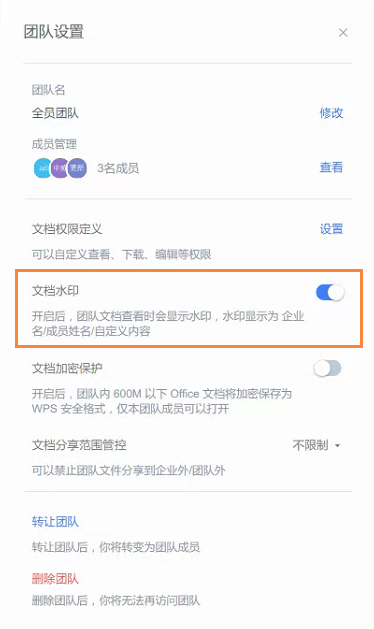 团队设置
团队名
全员团队 修改
成员管理
3名成员 查看
文档权限定义 设置
可以自定义查看、下载、编辑等权限
文档水印
开启后，团队文档查看时会显示水印，水印显示为 企业
名/成员姓名/自定义内容
文档加密保护
开启后，团队内 600M 以下 Office 文档将加密保存为
WPS 安全格式，仅本团队成员可以打开
文档分享范围管控 不限制
可以禁止团队文件分享到企业外/团队外
转让团队
转让团队后，你将转变为团队成员
删除团队
删除团队后，你将无法再访问团队